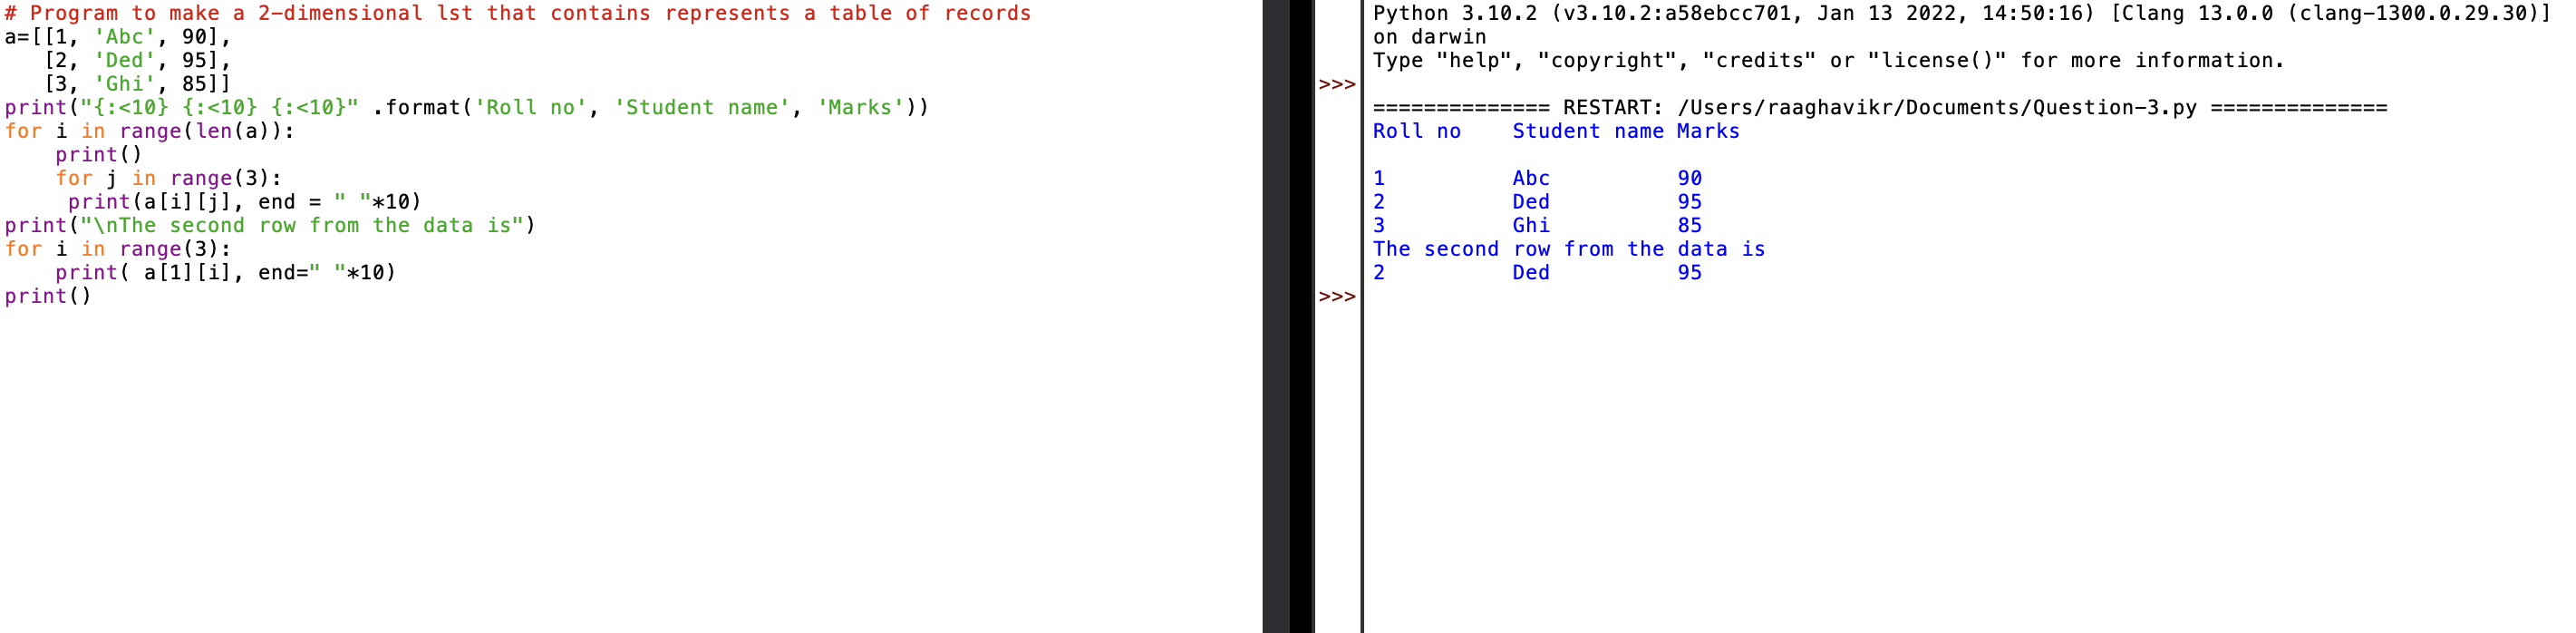 # Program to make a 2-dimensional lst that contains represents a table of records
a=[[1, 'Abc', 90],
   [2, 'Ded', 95],
   [3, 'Ghi', 85]]
print("{:<10} {:<10} {:<10}" .format('Roll no', 'Student name', 'Marks'))
for i in range(len(a)):
    print()
    for j in range(3):
     print(a[i][j], end = " "*10)
print("\nThe second row from the data is")
for i in range(3):
    print( a[1][i], end=" "*10)
print()
Python 3.10.2 (v3.10.2:a58ebcc701, Jan 13 2022, 14:50:16) [Clang 13.0.0 (clang-1300.0.29.30)]
on darwin
Type "help", "copyright", "credits" or "license()" for more information.
>>>
============== RESTART: /Users/raaghavikr/Documents/Question-3.py ==============
Roll no    Student name Marks
1          Abc          90
2          Ded          95
3          Ghi          85
The second row from the data is
2          Ded          95
>>>